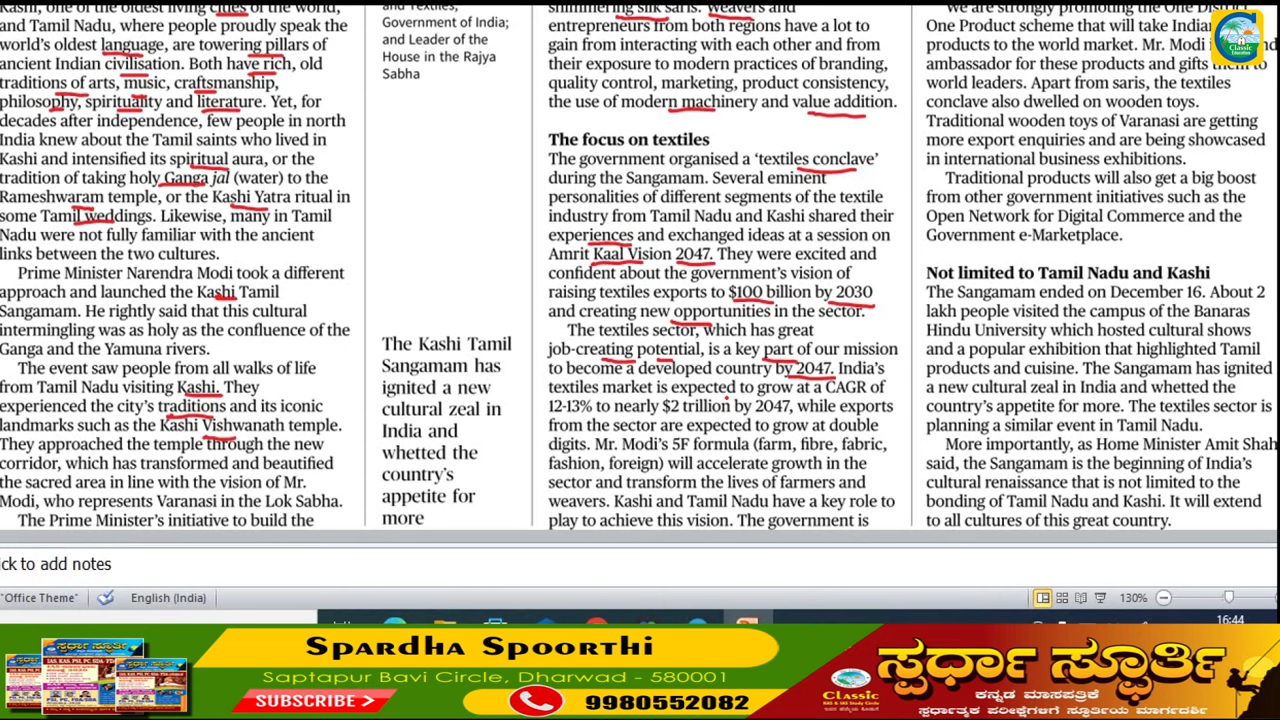 Kashi, one of the oldest living cities of the world,
and Tamil Nadu, where people proudly speak the
world's oldest language, are towering pillars of
ancient Indian civilisation. Both have rich, old
traditions of arts, music, craftsmanship,
philosophy, spirituality and literature. Yet, for
decades after independence, few people in north
India knew about the Tamil saints who lived in
Kashi and intensified its spiritual aura, or the
tradition of taking holy Ganga jal (water) to the
Rameshwaram temple, or the Kashi Yatra ritual in
some Tamil weddings. Likewise, many in Tamil
Nadu were not fully familiar with the ancient
links between the two cultures.
Prime Minister Narendra Modi took a different
approach and launched the Kashi Tamil
Sangamam. He rightly said that this cultural
intermingling was as holy as the confluence of the
Ganga and the Yamuna rivers.
The event saw people from all walks of life
from Tamil Nadu visiting Kashi. They
experienced the city's traditions and its iconic
landmarks such as the Kashi Vishwanath temple.
They approached the temple through the new
corridor, which has transformed and beautified
the sacred area in line with the vision of Mr.
Modi, who represents Varanasi in the Lok Sabha.
The Prime Minister's initiative to build the
and Textiles,
Government of India;
and Leader of the
House in the Rajya
Sabha
The Kashi Tamil
Sangamam has
ignited a new
cultural zeal in
India and
whetted the
country's
appetite for
more
shimmering silk saris. Weavers and
entrepreneurs from both regions have a lot to
gain from interacting with each other and from
their exposure to modern practices of branding,
quality control, marketing, product consistency,
the use of modern machinery and value addition.
The focus on textiles
The government organised a 'textiles conclave'
during the Sangamam. Several eminent
personalities of different segments of the textile
industry from Tamil Nadu and Kashi shared their
experiences and exchanged ideas at a session on
Amrit Kaal Vision 2047. They were excited and
confident about the government's vision of
raising textiles exports to $100 billion by 2030
and creating new opportunities in the sector.
The textiles sector, which has great
job-creating potential, is a key part of our mission
to become a developed country by 2047. India's
textiles market is expected to grow at a CAGR of
12-13% to nearly $2 trillion by 2047, while exports
from the sector are expected to grow at double
digits. Mr. Modi's 5F formula (farm, fibre, fabric,
fashion, foreign) will accelerate growth in the
sector and transform the lives of farmers and
weavers. Kashi and Tamil Nadu have a key role to
play to achieve this vision. The government is
We are strongly promoting the One District
One Product scheme that will take Indian
products to the world market. Mr. Modi
ambassador for these products and gifts them to
world leaders. Apart from saris, the textiles
conclave also dwelled on wooden toys.
Traditional wooden toys of Varanasi are getting
more export enquiries and are being showcased
in international business exhibitions.
Traditional products will also get a big boost
from other government initiatives such as the
Open Network for Digital Commerce and the
Government e-Marketplace.
Not limited to Tamil Nadu and Kashi
The Sangamam ended on December 16. About 2
lakh people visited the campus of the Banaras
Hindu University which hosted cultural shows
and a popular exhibition that highlighted Tamil
products and cuisine. The Sangamam has ignited
a new cultural zeal in India and whetted the
country's appetite for more. The textiles sector is
planning a similar event in Tamil Nadu.
More importantly, as Home Minister Amit Shah
said, the Sangamam is the beginning of India's
cultural renaissance that is not limited to the
bonding of Tamil Nadu and Kashi. It will extend
to all cultures of this great country.
Classic
Education
ck to add notes
"Office Theme"
English (India)
130%
16:44
Spardha Spoorthi
Saptapur Bavi Circle, Dharwad - 580001
SUBSCRIBE
9980552082
ಸ್ಪರ್ಧಾ ಸ್ಫೂರ್ತಿ
ಕನ್ನಡ ಮಾಸಪತ್ರಿಕೆ
ಸ್ಪರ್ಧಾತ್ಮಕ ಪರೀಕ್ಷೆಗಳಿಗೆ ಸ್ಫೂರ್ತಿಯ ಮಾರ್ಗದರ್ಶಿ
Classic
IAS & KAS Study Circle